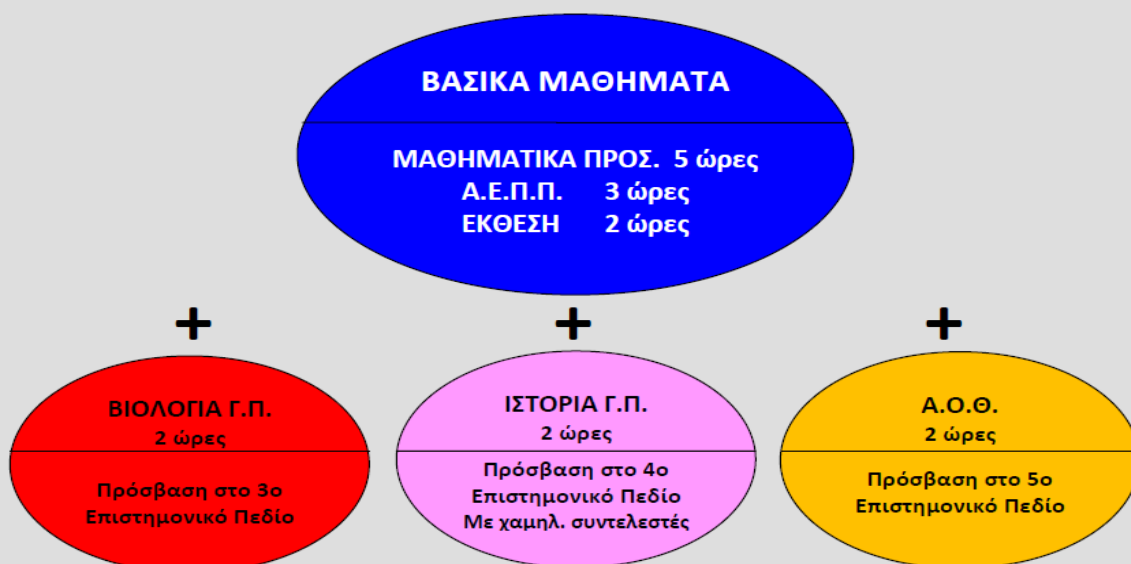 ΒΑΣΙΚΑ ΜΑΘΗΜΑΤΑ
ΜΑΘΗΜΑΤΙΚΑ ΠΡΟΣ. 5 ώρες
Α.Ε.Π.Π. 3 ώρες
ΕΚΘΕΣΗ 2 ώρες
+ + +
ΒΙΟΛΟΓΙΑ Γ.Π.
2 ώρες
Πρόσβαση στο 3ο
Επιστημονικό Πεδίο
ΙΣΤΟΡΙΑ Γ.Π.
2 ώρες
Πρόσβαση στο 4ο
Επιστημονικό Πεδίο
Με χαμηλ. συντελεστές
Α.Ο.Θ.
2 ώρες
Πρόσβαση στο 5ο
Επιστημονικό Πεδίο